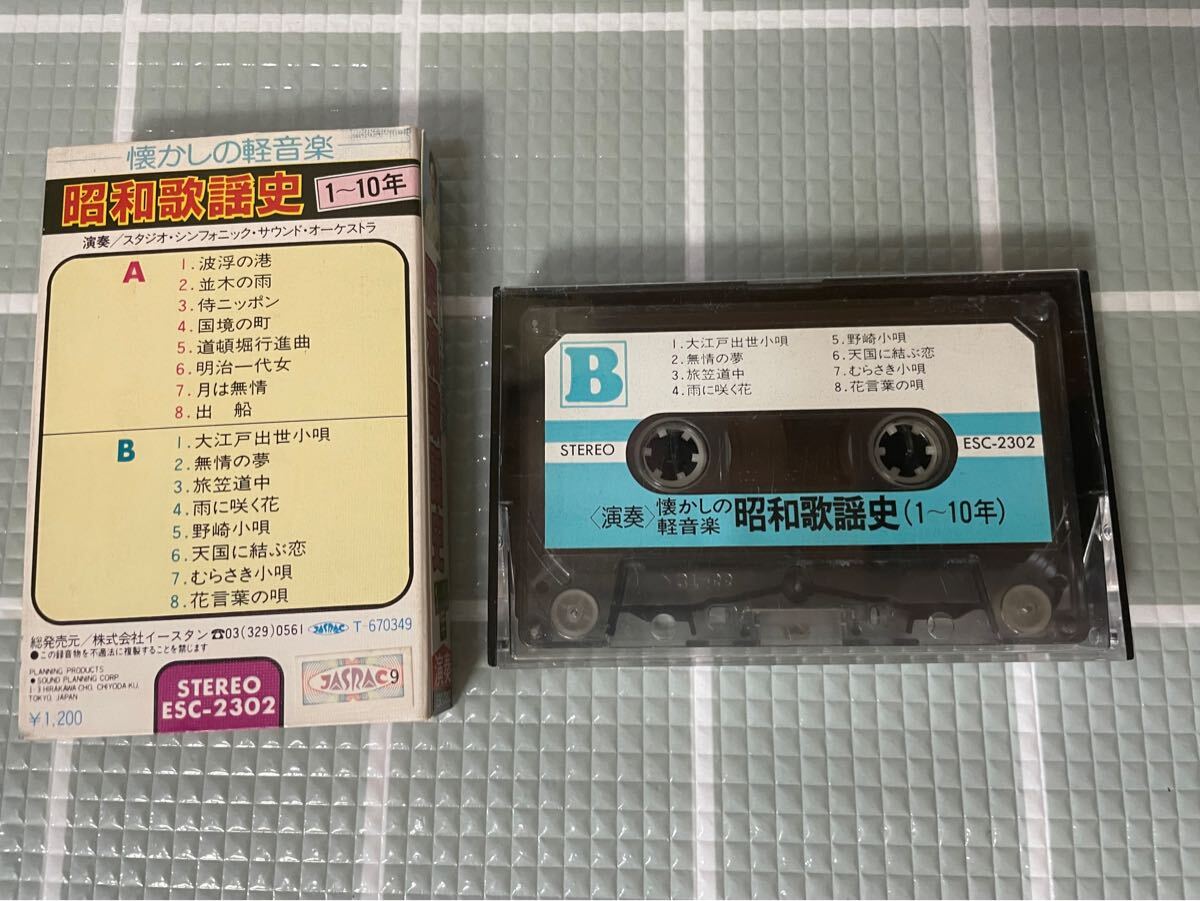 懐かしの軽音楽
昭和歌謡史 1〜10年
演奏／スタジオ・シンフォニック・サウンド・オーケストラ
A
1.波浮の港
2.並木の雨
3.侍ニッポン
4.国境の町
5.道頓堀行進曲
6.明治一代女
7.月は無情
8.出 船
B
1.大江戸出世小唄
2.無情の夢
3.旅笠道中
4.雨に咲く花
5.野崎小唄
6.天国に結ぶ恋
7.むらさき小唄
8.花言葉の唄
総発売元／株式会社イースタン ☎03(329)0561 JASRAC T-670349
●この録音物を不適法に複製することを禁じます
PLANNING PRODUCTS
●SOUND PLANNING CORP
1-3 HIRAKAWA CHO, CHIYODA KU,
TOKYO, JAPAN
¥1,200
STEREO
ESC-2302
JASRAC 9
演奏
B
1.大江戸出世小唄
2.無情の夢
3.旅笠道中
4.雨に咲く花
5.野崎小唄
6.天国に結ぶ恋
7.むらさき小唄
8.花言葉の唄
STEREO
ESC-2302
〈演奏〉懐かしの軽音楽 昭和歌謡史(1〜10年)